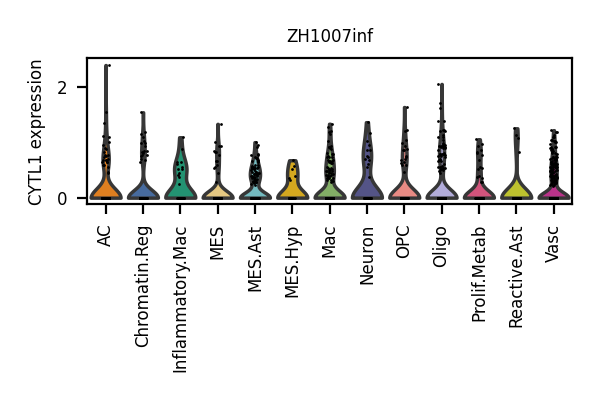 ZH1007inf
CYTL1 expression
2
0
AC
Chromatin.Reg
Inflammatory.Mac
MES
MES.Ast
MES.Hyp
Mac
Neuron
OPC
Oligo
Prolif.Metab
Reactive.Ast
Vasc